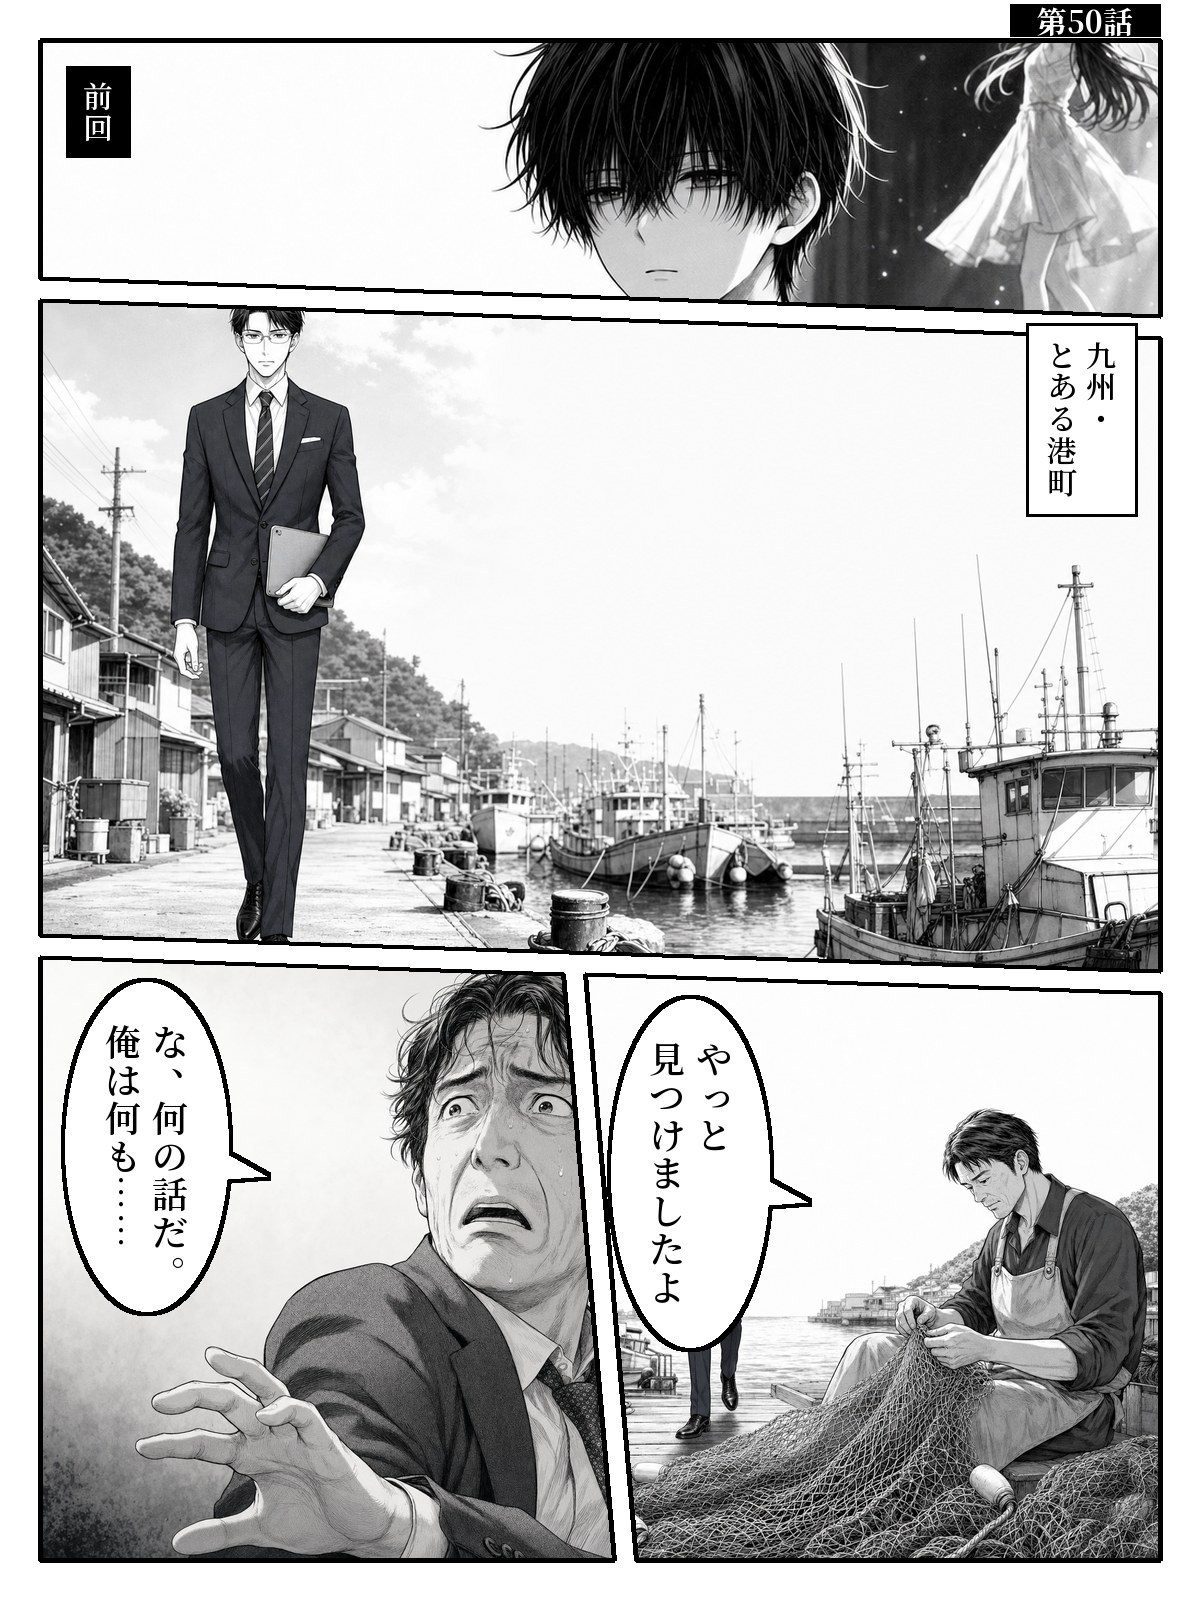 第50話
前回
九州・
とある港町
やっと
見つけましたよ
な、何の話だ。
俺は何も……